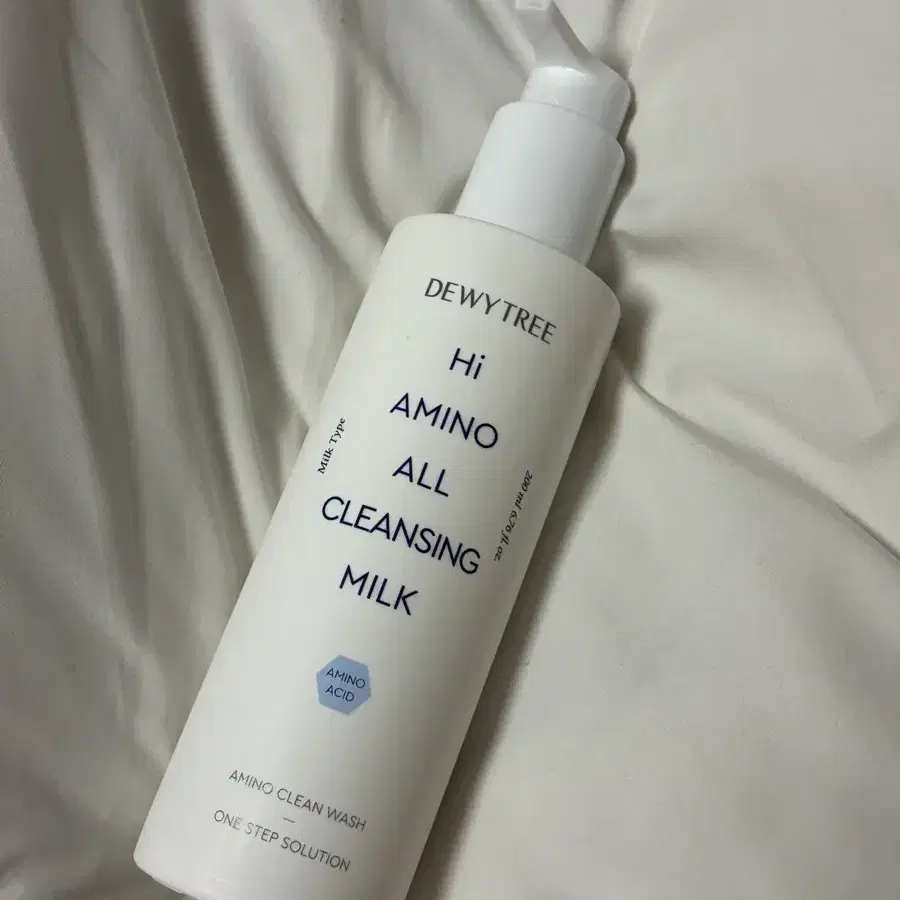 DEWYTREE
Hi
AMINO
ALL
CLEANSING
MILK
Milk Type
200 ml 6.76 fl. oz.
AMINO
ACID
AMINO CLEAN WASH
—
ONE STEP SOLUTION